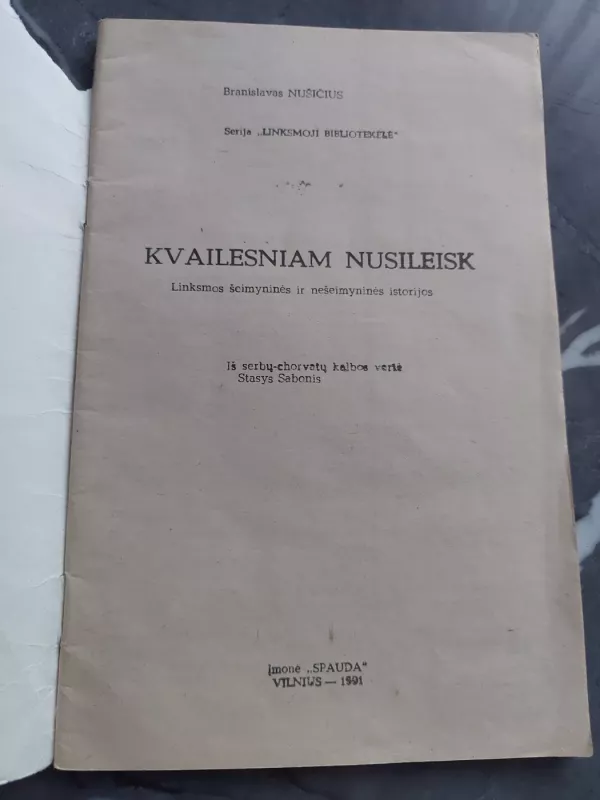 Branislavas NUŠIČIUS
Serija „LINKSMOJI BIBLIOTEKĖLĖ"
KVAILESNIAM NUSILEISK
Linksmos šeimyninės ir nešeimyninės istorijos
Iš serbų-chorvatų kalbos vertė
Stasys Sabonis
Įmonė „SPAUDA"
VILNIUS — 1991